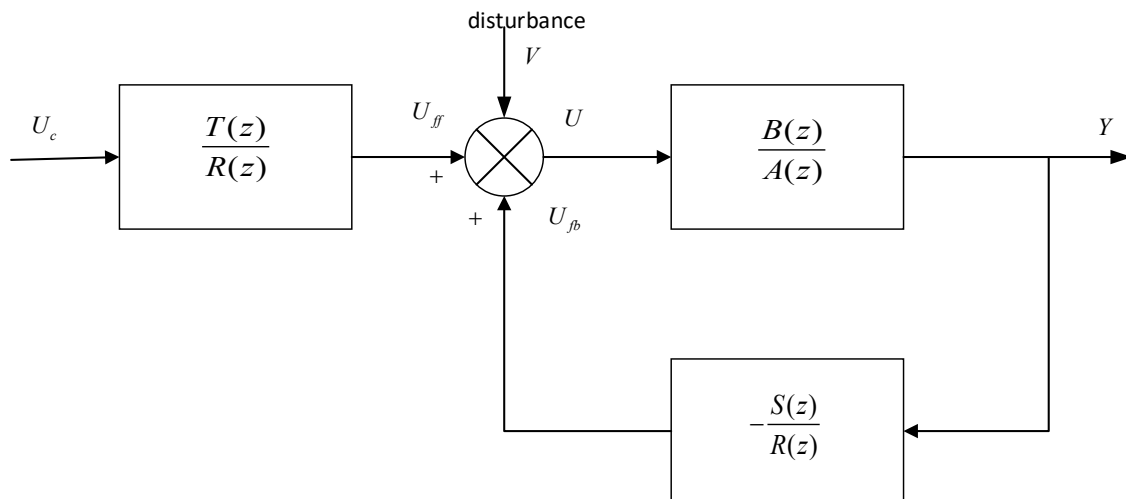 disturbance
V
U_c
T(z)
R(z)
U_ff
+
U
B(z)
A(z)
Y
+
U_fb
-S(z)
R(z)